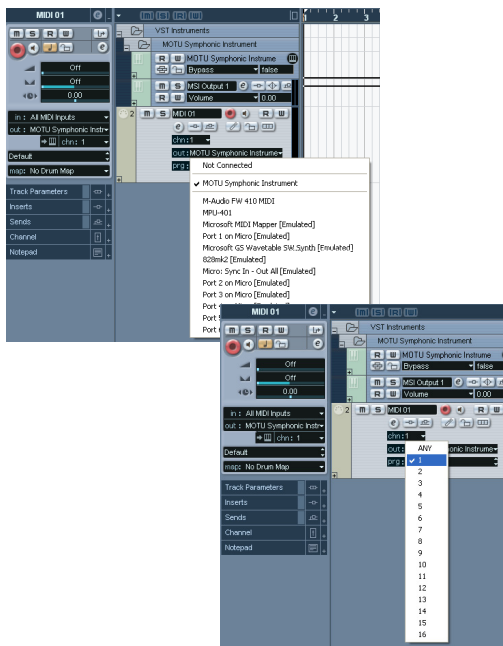 MIDI 01
M S R W
1 2 3
VST Instruments
MOTU Symphonic Instrument
Off
Off
0.00
in : All MIDI Inputs
out : MOTU Symphonic Instr
chn: 1
Default
map: No Drum Map
Track Parameters
Inserts
Sends
Channel
Notepad
R W MOTU Symphonic Instrume
Bypass false
M S MSI Output 1
R W Volume 0.00
2 M S MIDI 01 R W
chn:1
out:MOTU Symphonic Instrume
prg:
Not Connected
MOTU Symphonic Instrument
M-Audio FW 410 MIDI
MPU-401
Microsoft MIDI Mapper [Emulated]
Port 1 on Micro [Emulated]
Microsoft GS Wavetable SW Synth [Emulated]
828mk2 [Emulated]
Micro: Sync In - Out All [Emulated]
Port 2 on Micro [Emulated]
Port 3 on Micro [Emulated]
Port
Port
Port
MIDI 01
M S R W
VST Instruments
MOTU Symphonic Instrument
Off
Off
0.00
in : All MIDI Inputs
out : MOTU Symphonic Instr
chn : 1
Default
map: No Drum Map
Track Parameters
Inserts
Sends
Channel
Notepad
R W MOTU Symphonic Instrume
Bypass false
M S MSI Output 1
R W Volume 0.00
2 M S MIDI 01 R W
chn:1
out: onic Instrume
prg:
ANY
1
2
3
4
5
6
7
8
9
10
11
12
13
14
15
16